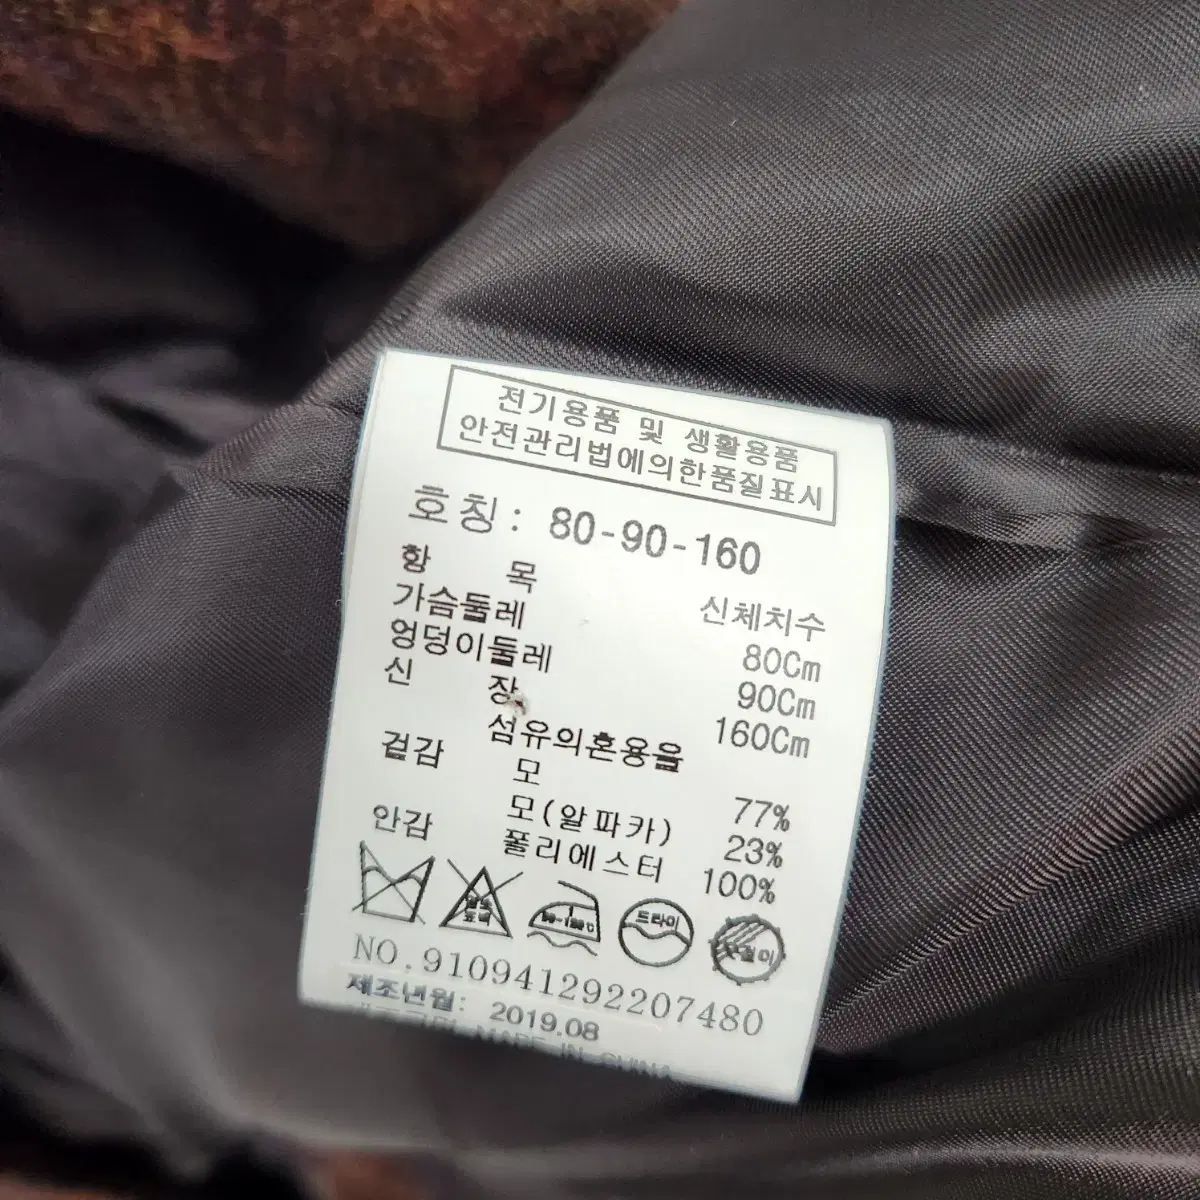 전기용품 및 생활용품
안전관리법에의한품질표시
호칭: 80-90-160
항 목 신체치수
가슴둘레 80Cm
엉덩이둘레 90Cm
신 장 160Cm
섬유의혼용율
겉감 모 77%
모(알파카) 23%
안감 폴리에스터 100%
드라이 옷걸이
NO.910941292207480
제조년월: 2019.08
MADE IN CHINA